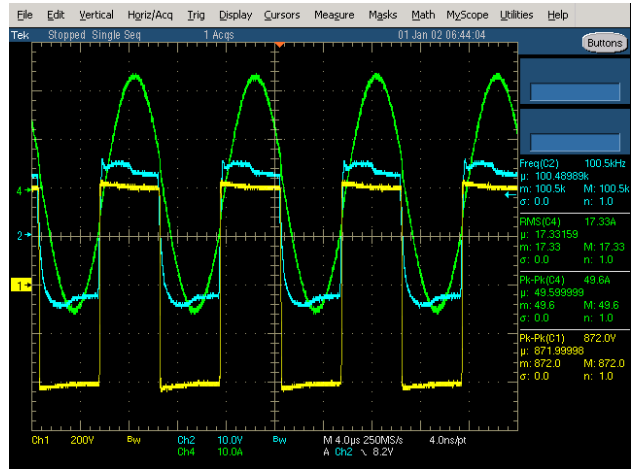 File Edit Vertical Horiz/Acq Trig Display Cursors Measure Masks Math MyScope Utilities Help
Tek Stopped Single Seq 1 Acqs 01 Jan 02 06:44:04 Buttons
Freq(C2) 100.5kHz
µ: 100.48989k
m: 100.5k M: 100.5k
σ: 0.0 n: 1.0
4
RMS(C4) 17.33A
µ: 17.33159
m: 17.33 M: 17.33
σ: 0.0 n: 1.0
2
Pk-Pk(C4) 49.6A
µ: 49.599999
m: 49.6 M: 49.6
σ: 0.0 n: 1.0
1
Pk-Pk(C1) 872.0V
µ: 871.99998
m: 872.0 M: 872.0
σ: 0.0 n: 1.0
Ch1 200V Bw Ch2 10.0V Bw M 4.0µs 250MS/s 4.0ns/pt
Ch4 10.0A A Ch2 \ 8.2V